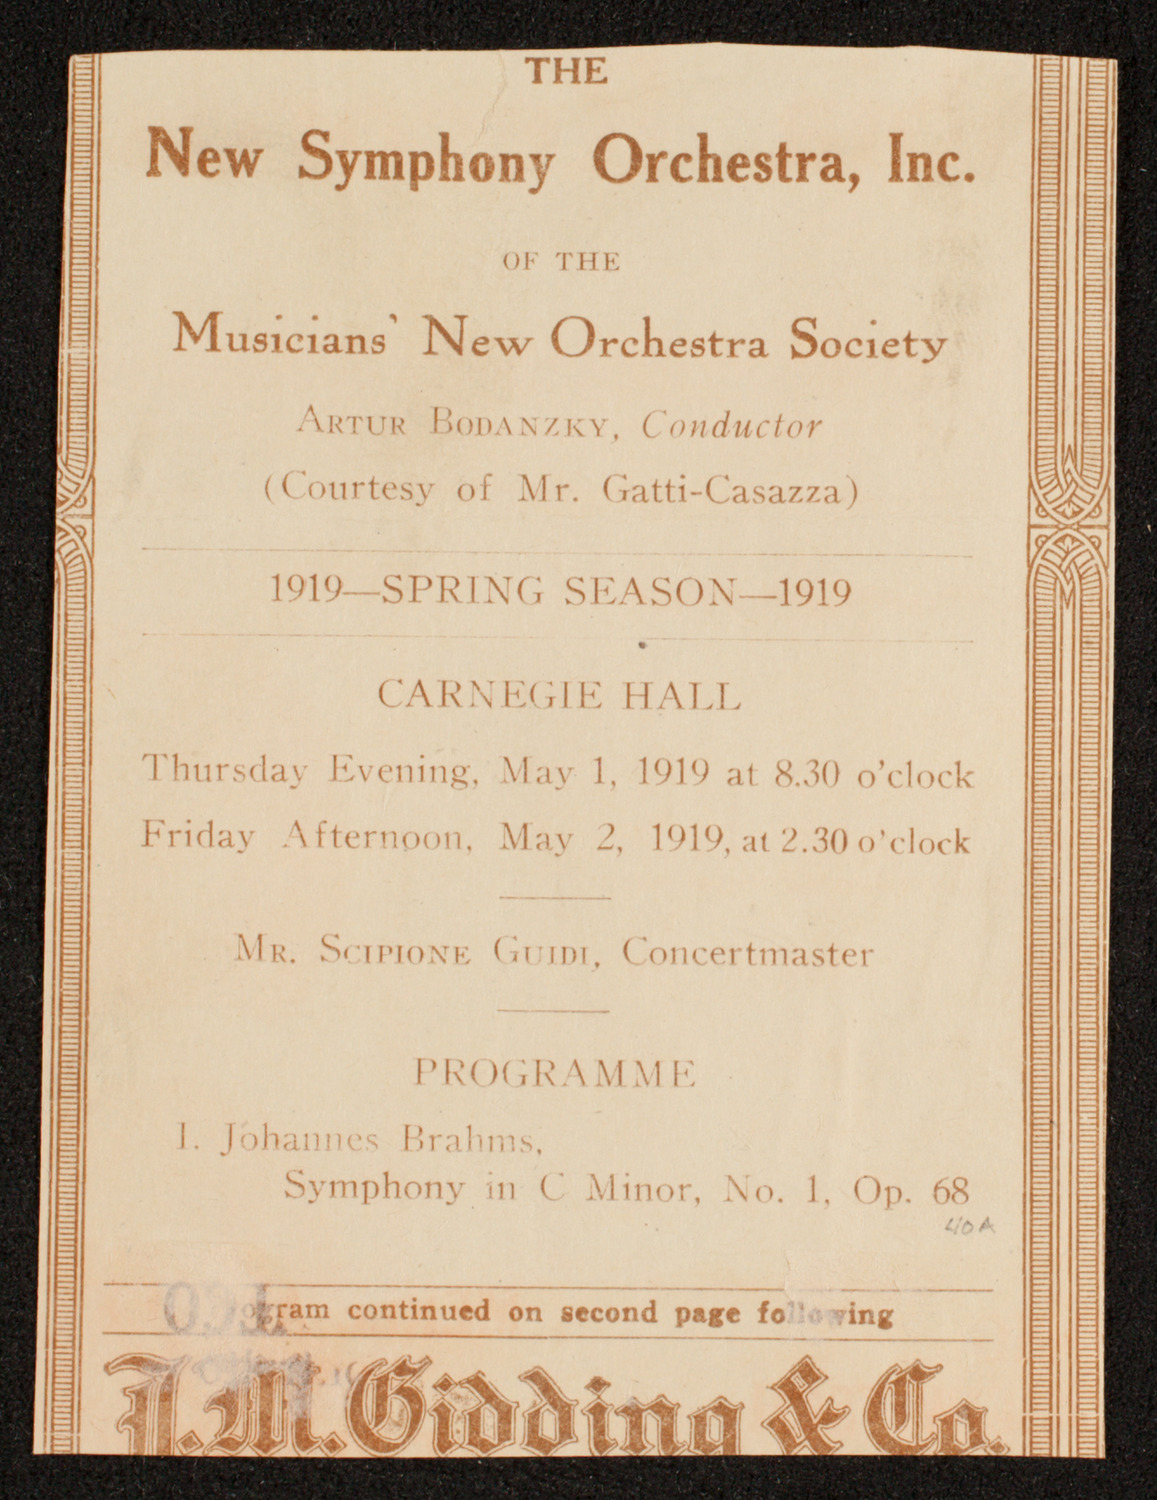 THE
New Symphony Orchestra, Inc.
OF THE
Musicians' New Orchestra Society
ARTUR BODANZKY, Conductor
(Courtesy of Mr. Gatti-Casazza)
1919—SPRING SEASON—1919
CARNEGIE HALL
Thursday Evening, May 1, 1919 at 8.30 o'clock
Friday Afternoon, May 2, 1919, at 2.30 o'clock
MR. SCIPIONE GUIDI, Concertmaster
PROGRAMME
1. Johannes Brahms,
Symphony in C Minor, No. 1, Op. 68
40A
Program continued on second page following
J.M. Gidding & Co.